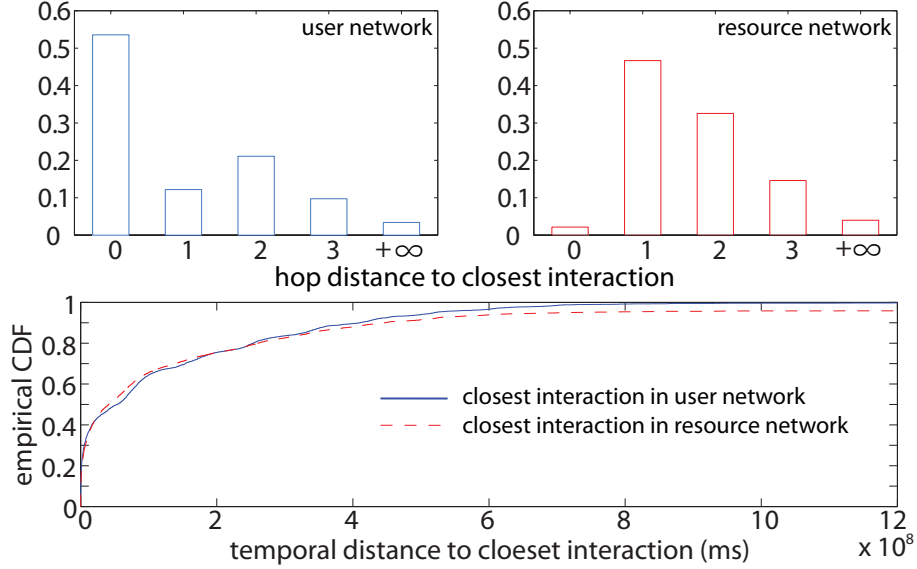 0.6
0.5
0.4
0.3
0.2
0.1
0
user network
0 1 2 3 +∞
0.6
0.5
0.4
0.3
0.2
0.1
0
resource network
0 1 2 3 +∞
hop distance to closest interaction
empirical CDF
1
0.8
0.6
0.4
0.2
0
closest interaction in user network
closest interaction in resource network
0 2 4 6 8 10 12
x 10⁸
temporal distance to cloeset interaction (ms)